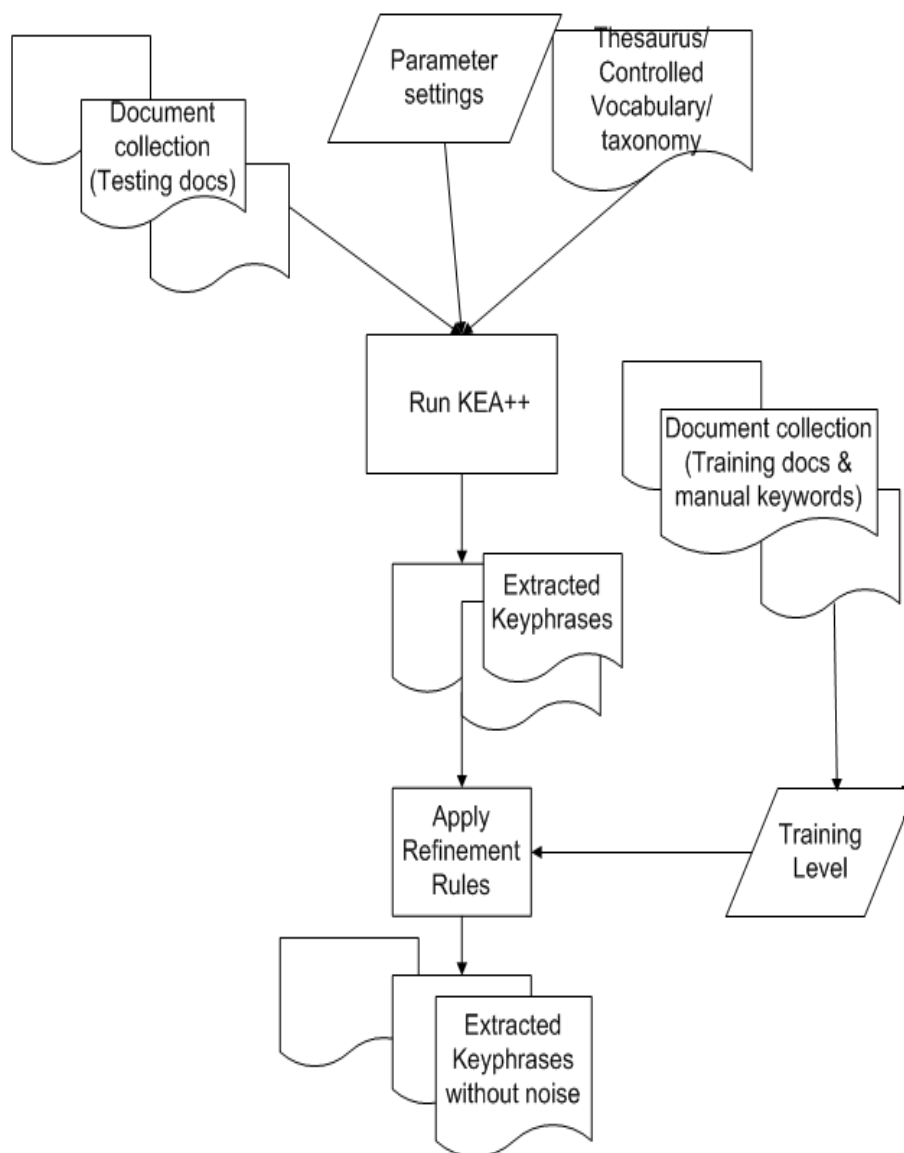 Parameter
settings
Thesaurus/
Controlled
Vocabulary/
taxonomy
Document
collection
(Testing docs)
Run KEA++
Document collection
(Training docs &
manual keywords)
Extracted
Keyphrases
Apply
Refinement
Rules
Training
Level
Extracted
Keyphrases
without noise